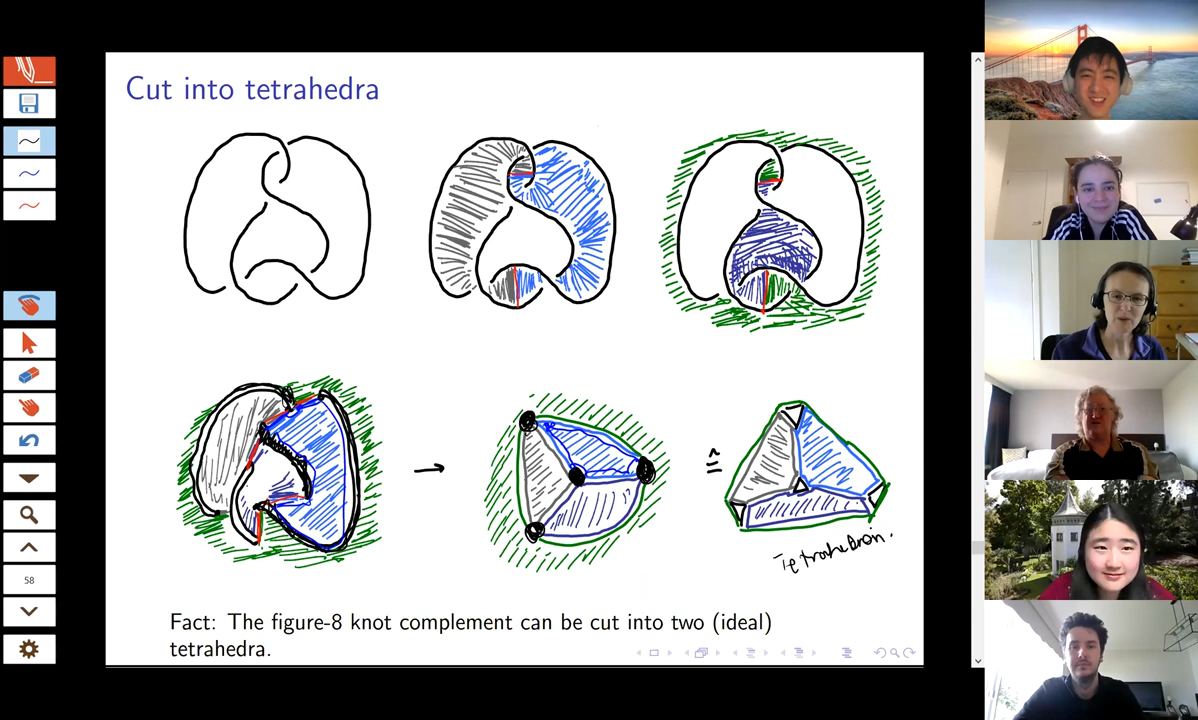 Cut into tetrahedra
≙
Tetrahedron.
58
Fact: The figure-8 knot complement can be cut into two (ideal)
tetrahedra.